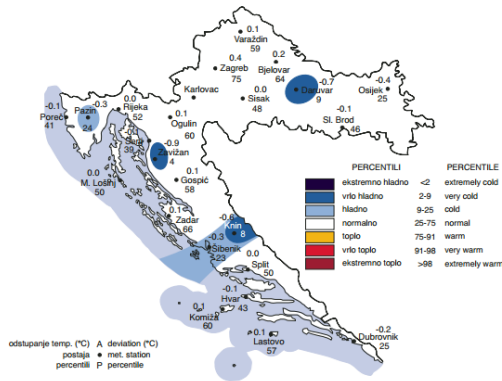 0.1
Varaždin
59
0.4
Zagreb
75
0.2
Bjelovar
64
-0.7
Daruvar
9
-0.4
Osijek
25
Karlovac
0.0
Sisak
48
-0.1
Sl. Brod
46
-0.1
Poreč
41
-0.3
Pazin
24
0.0
Rijeka
52
0.1
Ogulin
60
Senj
39
-0.9
Zavižan
4
0.0
M. Lošinj
50
0.1
Gospić
58
0.1
Zadar
66
Knin
8
-0.3
Šibenik
23
0.0
Split
50
-0.1
Hvar
43
0.1
Komiža
60
0.1
Lastovo
57
-0.2
Dubrovnik
25
PERCENTILI PERCENTILE
ekstremno hladno <2 extremely cold
vrlo hladno 2-9 very cold
hladno 9-25 cold
normalno 25-75 normal
toplo 75-91 warm
vrlo toplo 91-98 very warm
ekstremno toplo >98 extremely warm
odstupanje temp. (°C) A deviation (°C)
postaja met. station
percentili P percentile